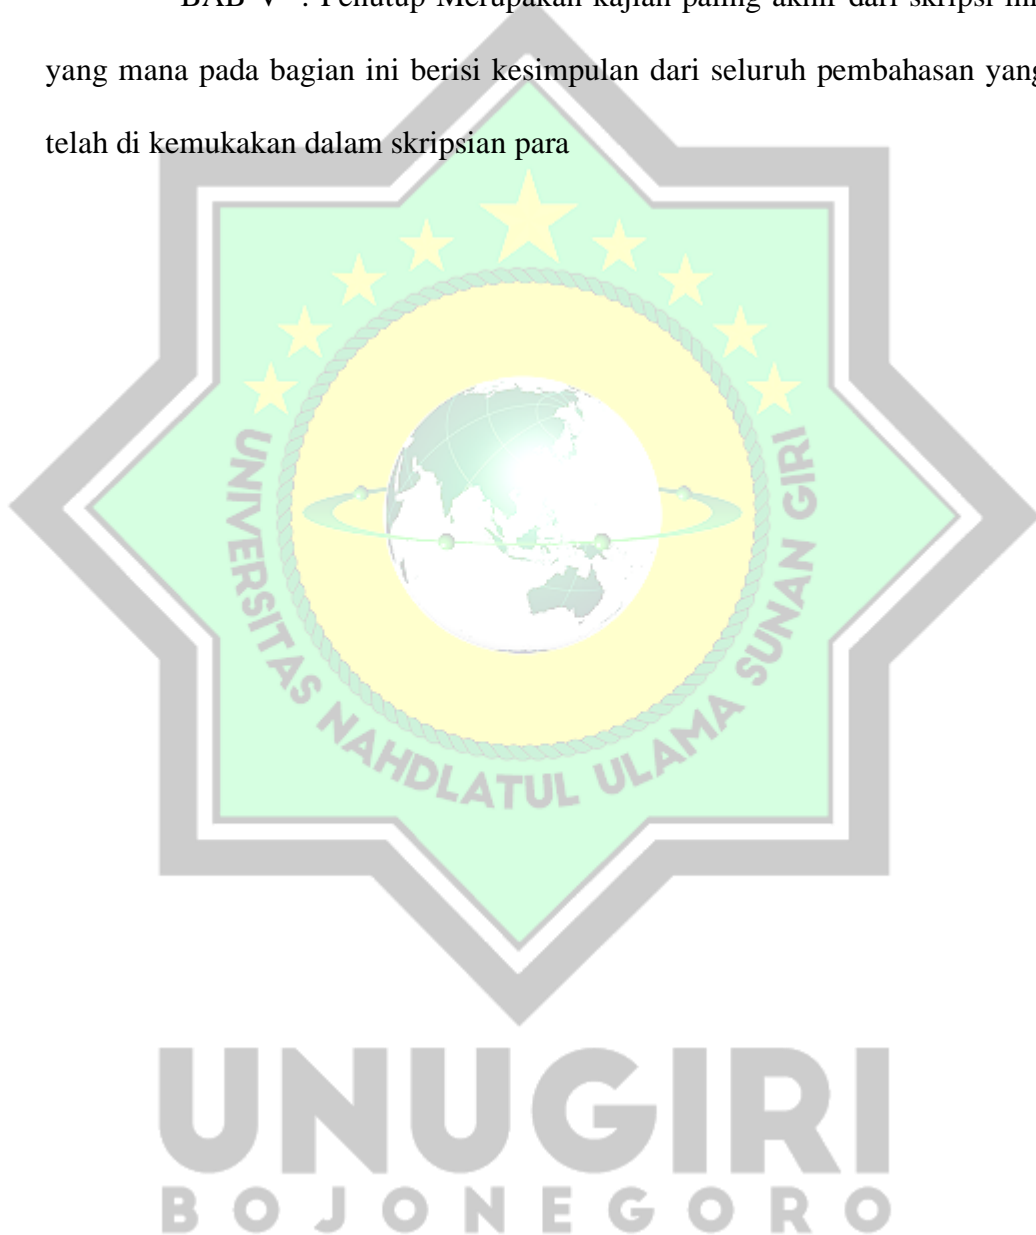 BAB V : Penutup Merupakan kajian paling akhir dari skripsi ini
yang mana pada bagian ini berisi kesimpulan dari seluruh pembahasan yang
telah di kemukakan dalam skripsian para
UNIVERSITAS NAHDLATUL ULAMA SUNAN GIRI
UNUGIRI
BOJONEGORO